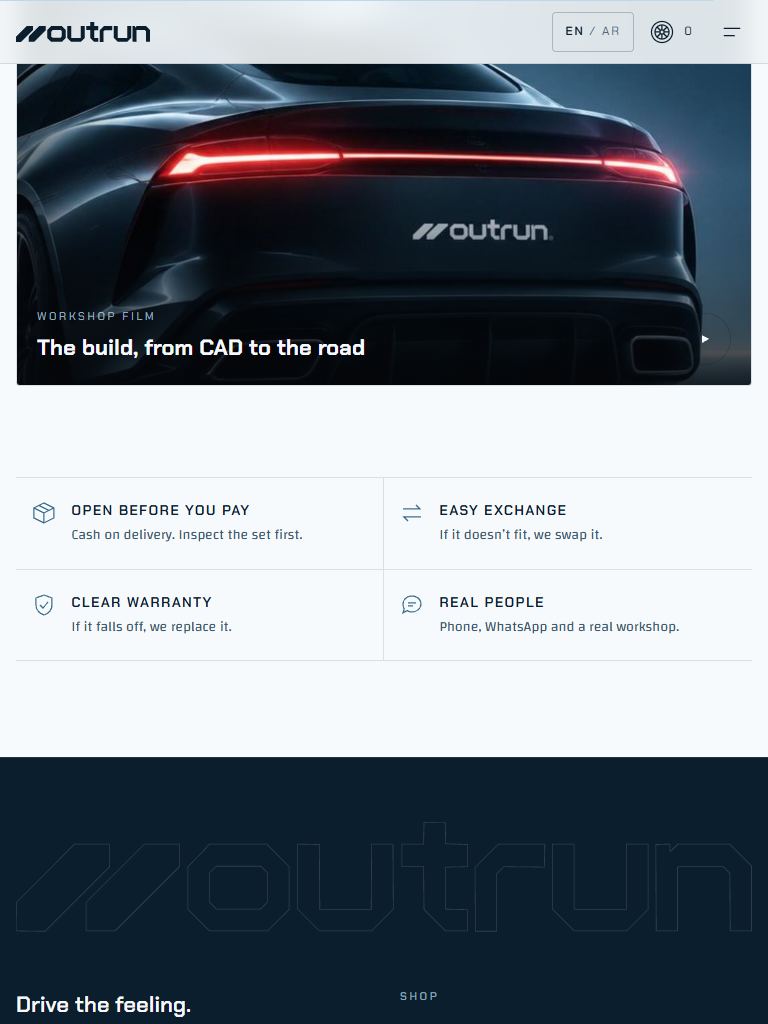 outrun
EN / AR
0
outrun
WORKSHOP FILM
The build, from CAD to the road
OPEN BEFORE YOU PAY
Cash on delivery. Inspect the set first.
EASY EXCHANGE
If it doesn't fit, we swap it.
CLEAR WARRANTY
If it falls off, we replace it.
REAL PEOPLE
Phone, WhatsApp and a real workshop.
outrun
Drive the feeling.
SHOP